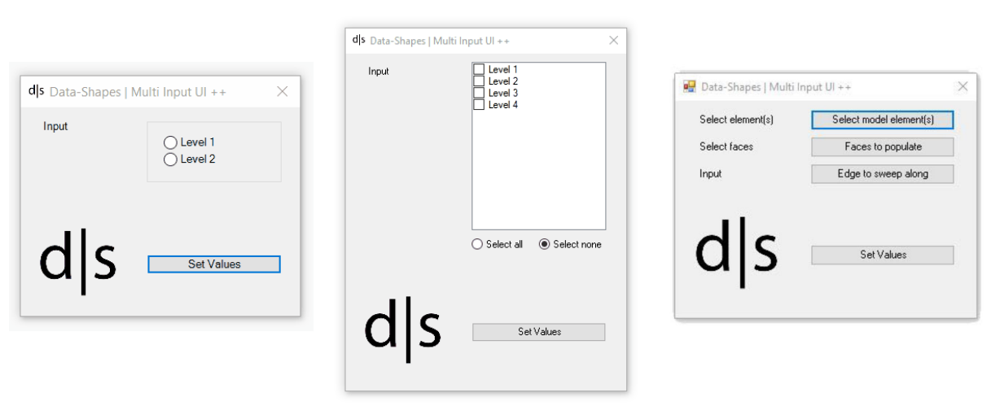 d|s Data-Shapes | Multi Input UI ++
Input
Level 1
Level 2
d|s
Set Values
d|s Data-Shapes | Multi Input UI ++
Input
Level 1
Level 2
Level 3
Level 4
Select all
Select none
d|s
Set Values
Data-Shapes | Multi Input UI ++
Select element(s)
Select model element(s)
Select faces
Faces to populate
Input
Edge to sweep along
d|s
Set Values